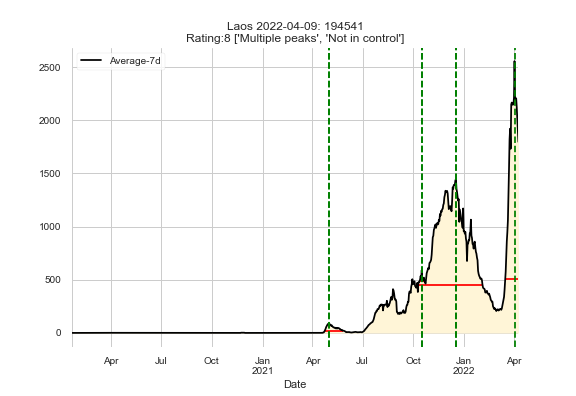 Laos 2022-04-09: 194541
Rating:8 ['Multiple peaks', 'Not in control']
Average-7d
2500
2000
1500
1000
500
0
Apr Jul Oct Jan Apr Jul Oct Jan Apr
2021 2022
Date